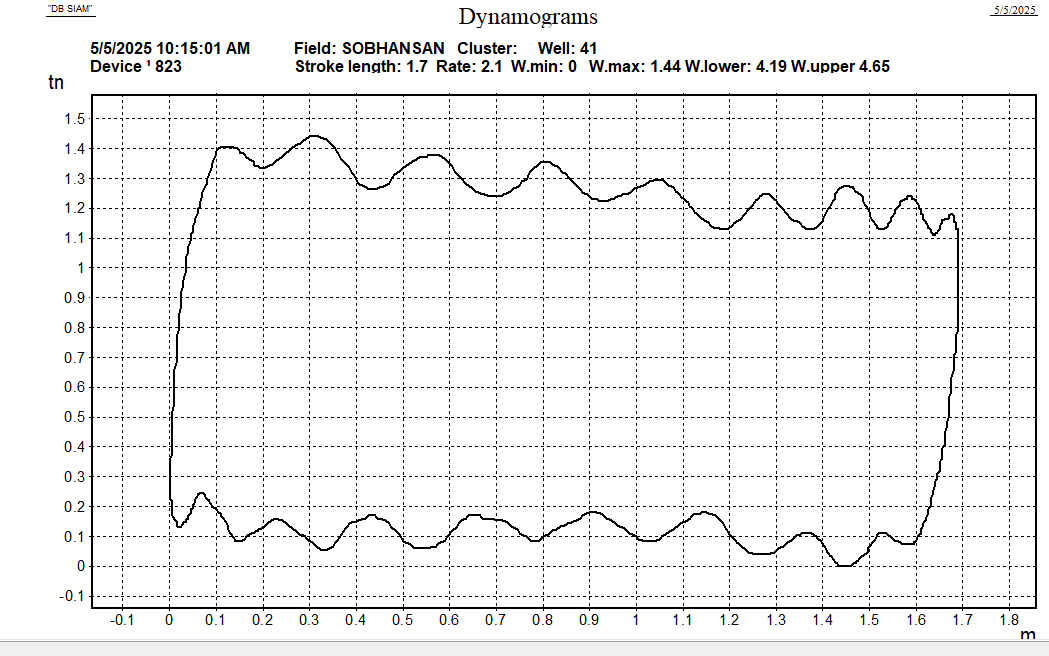 "DB SIAM"
5/5/2025
Dynamograms
5/5/2025 10:15:01 AM Field: SOBHANSAN Cluster: Well: 41
Device ¹ 823 Stroke length: 1.7 Rate: 2.1 W.min: 0 W.max: 1.44 W.lower: 4.19 W.upper 4.65
tn
1.5
1.4
1.3
1.2
1.1
1
0.9
0.8
0.7
0.6
0.5
0.4
0.3
0.2
0.1
0
-0.1
-0.1 0 0.1 0.2 0.3 0.4 0.5 0.6 0.7 0.8 0.9 1 1.1 1.2 1.3 1.4 1.5 1.6 1.7 1.8
m